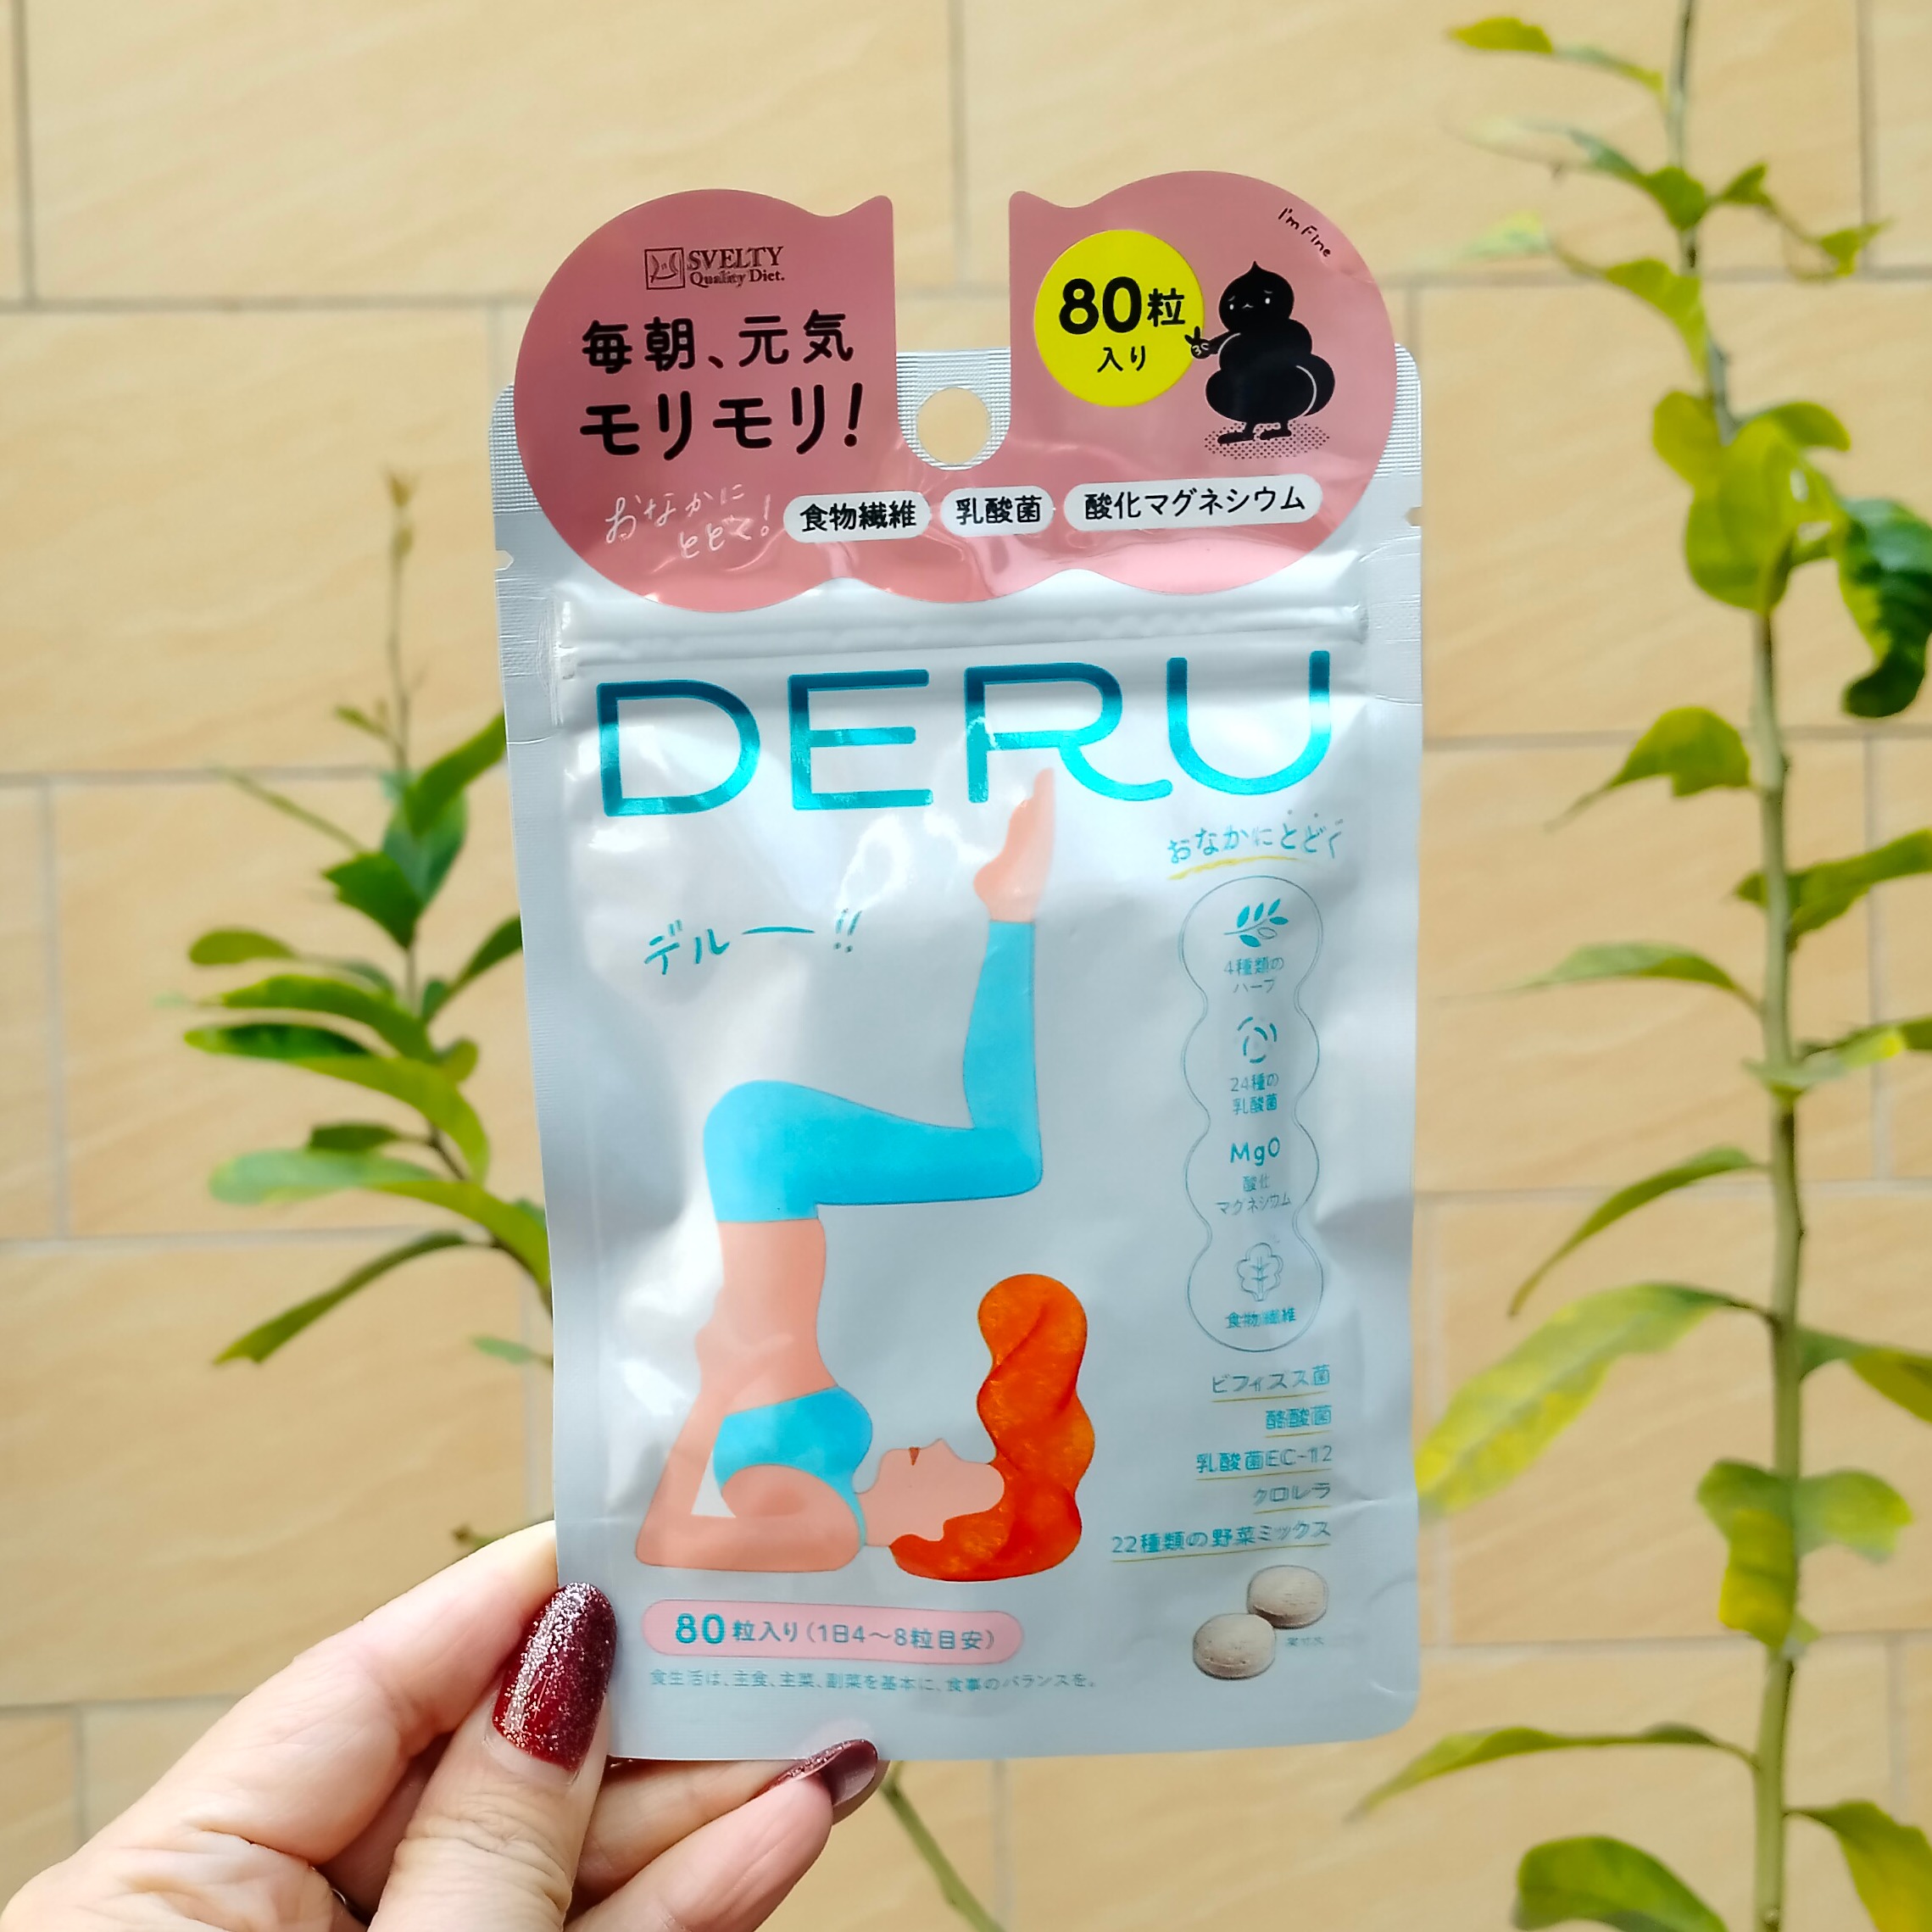 SVELTY
Quality Diet.
毎朝、元気
モリモリ!
80粒
入り
I'm Fine
おなかに
とどく!
食物繊維
乳酸菌
酸化マグネシウム
DERU
おなかにとどく
デルー!!
4種類の
ハーブ
24種の
乳酸菌
MgO
酸化
マグネシウム
食物繊維
ビフィズス菌
酪酸菌
乳酸菌EC-12
クロレラ
22種類の野菜ミックス
80粒入り(1日4〜8粒目安)
実寸大
食生活は、主食、主菜、副菜を基本に、食事のバランスを。